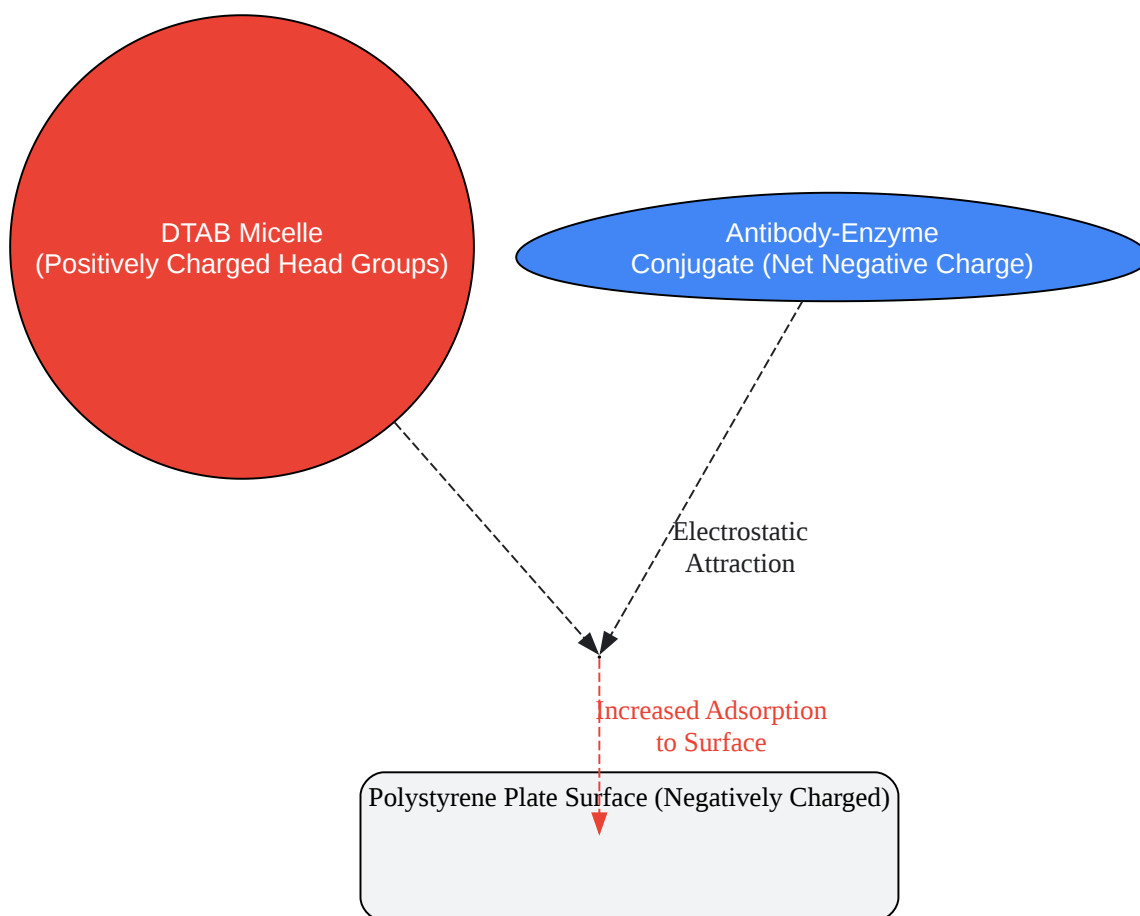 DTAB Micelle
(Positively Charged Head Groups)
Antibody-Enzyme
Conjugate (Net Negative Charge)
Electrostatic
Attraction
Increased Adsorption
to Surface
Polystyrene Plate Surface (Negatively Charged)